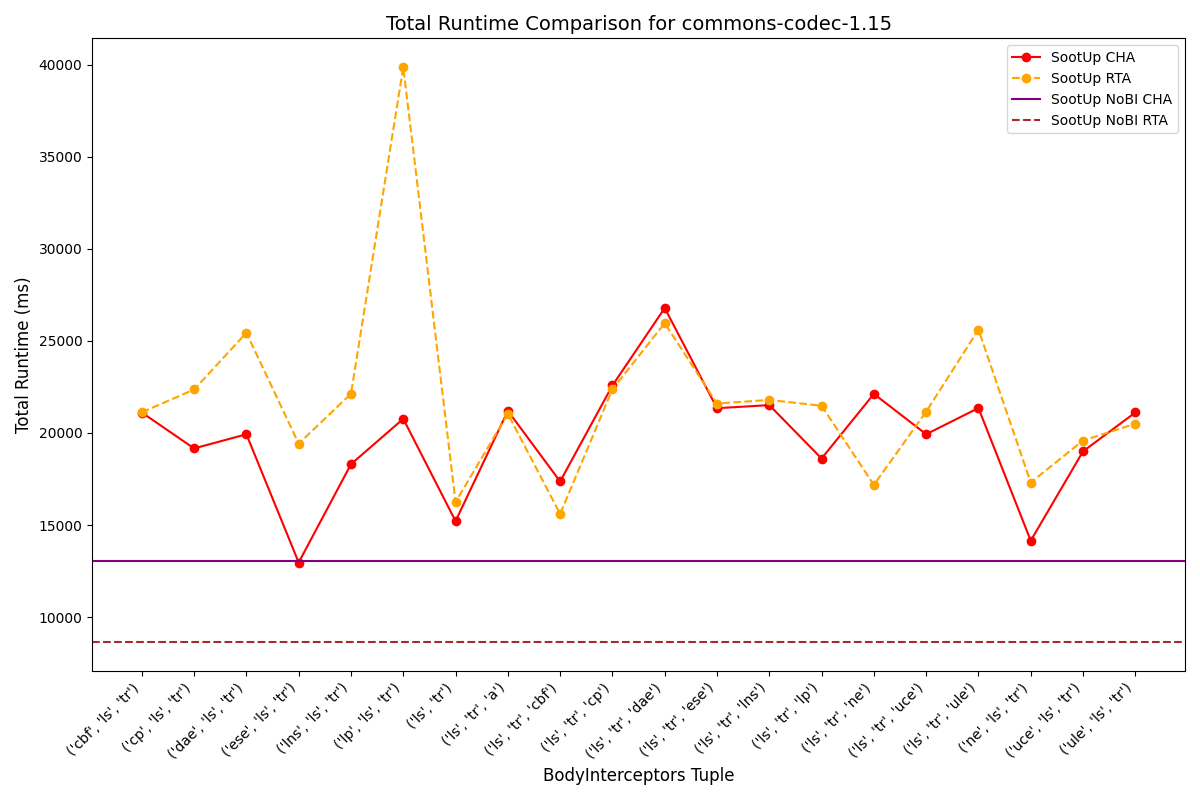 Total Runtime Comparison for commons-codec-1.15
SootUp CHA
SootUp RTA
SootUp NoBI CHA
SootUp NoBI RTA
Total Runtime (ms)
40000
35000
30000
25000
20000
15000
10000
('cbf', 'ls', 'tr')
('cp', 'ls', 'tr')
('dae', 'ls', 'tr')
('ese', 'ls', 'tr')
('lns', 'ls', 'tr')
('lp', 'ls', 'tr')
('ls', 'tr')
('ls', 'tr', 'a')
('ls', 'tr', 'cbf')
('ls', 'tr', 'cp')
('ls', 'tr', 'dae')
('ls', 'tr', 'ese')
('ls', 'tr', 'lns')
('ls', 'tr', 'lp')
('ls', 'tr', 'ne')
('ls', 'tr', 'uce')
('ls', 'tr', 'ule')
('ne', 'ls', 'tr')
('uce', 'ls', 'tr')
('ule', 'ls', 'tr')
BodyInterceptors Tuple